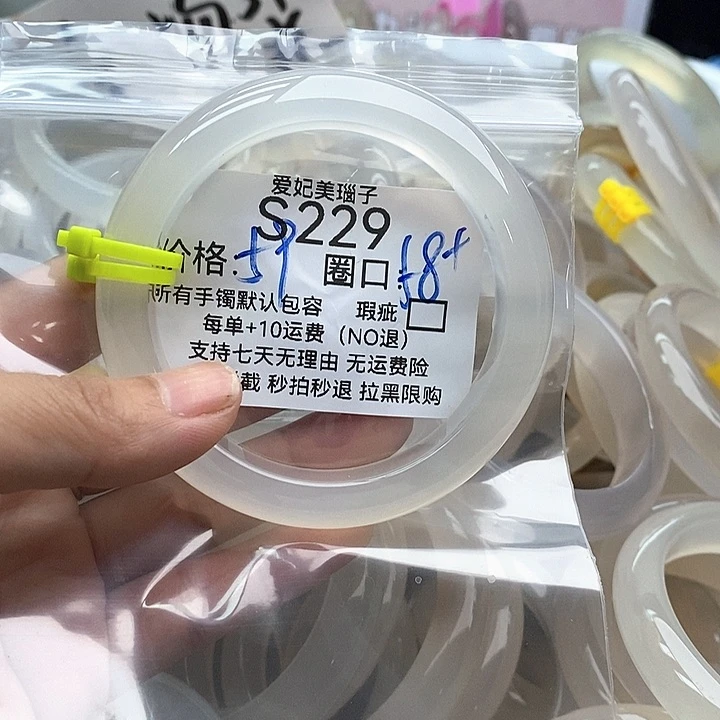 爱妃美瑙子
S229
价格:59 圈口:58+
所有手镯默认包容 瑕疵
每单+10运费（NO退）
支持七天无理由 无运费险
截 秒拍秒退 拉黑限购